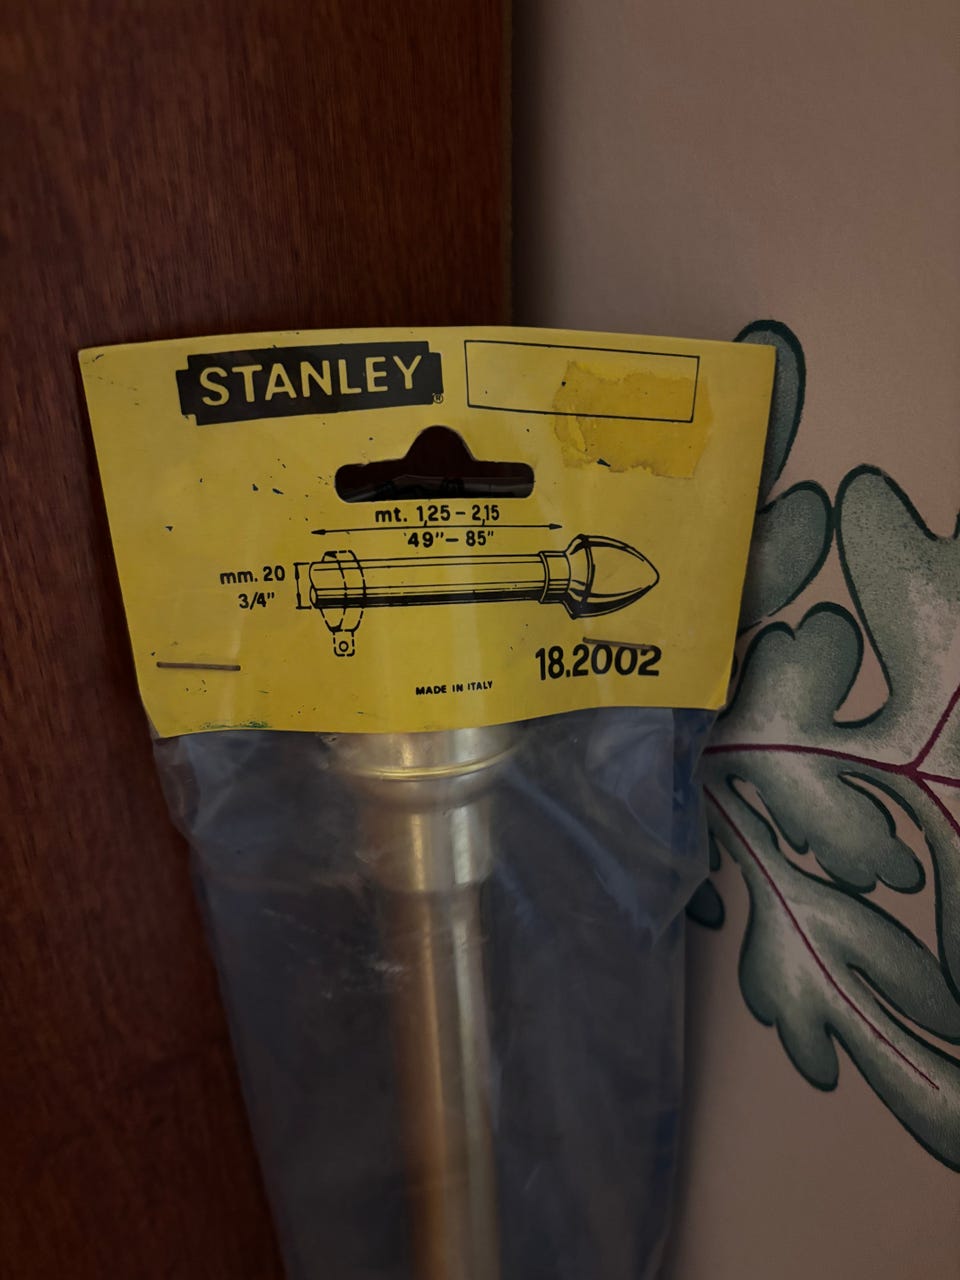 STANLEY®
mt. 1,25 - 2,15
49" - 85"
mm. 20
3/4"
18.2002
MADE IN ITALY